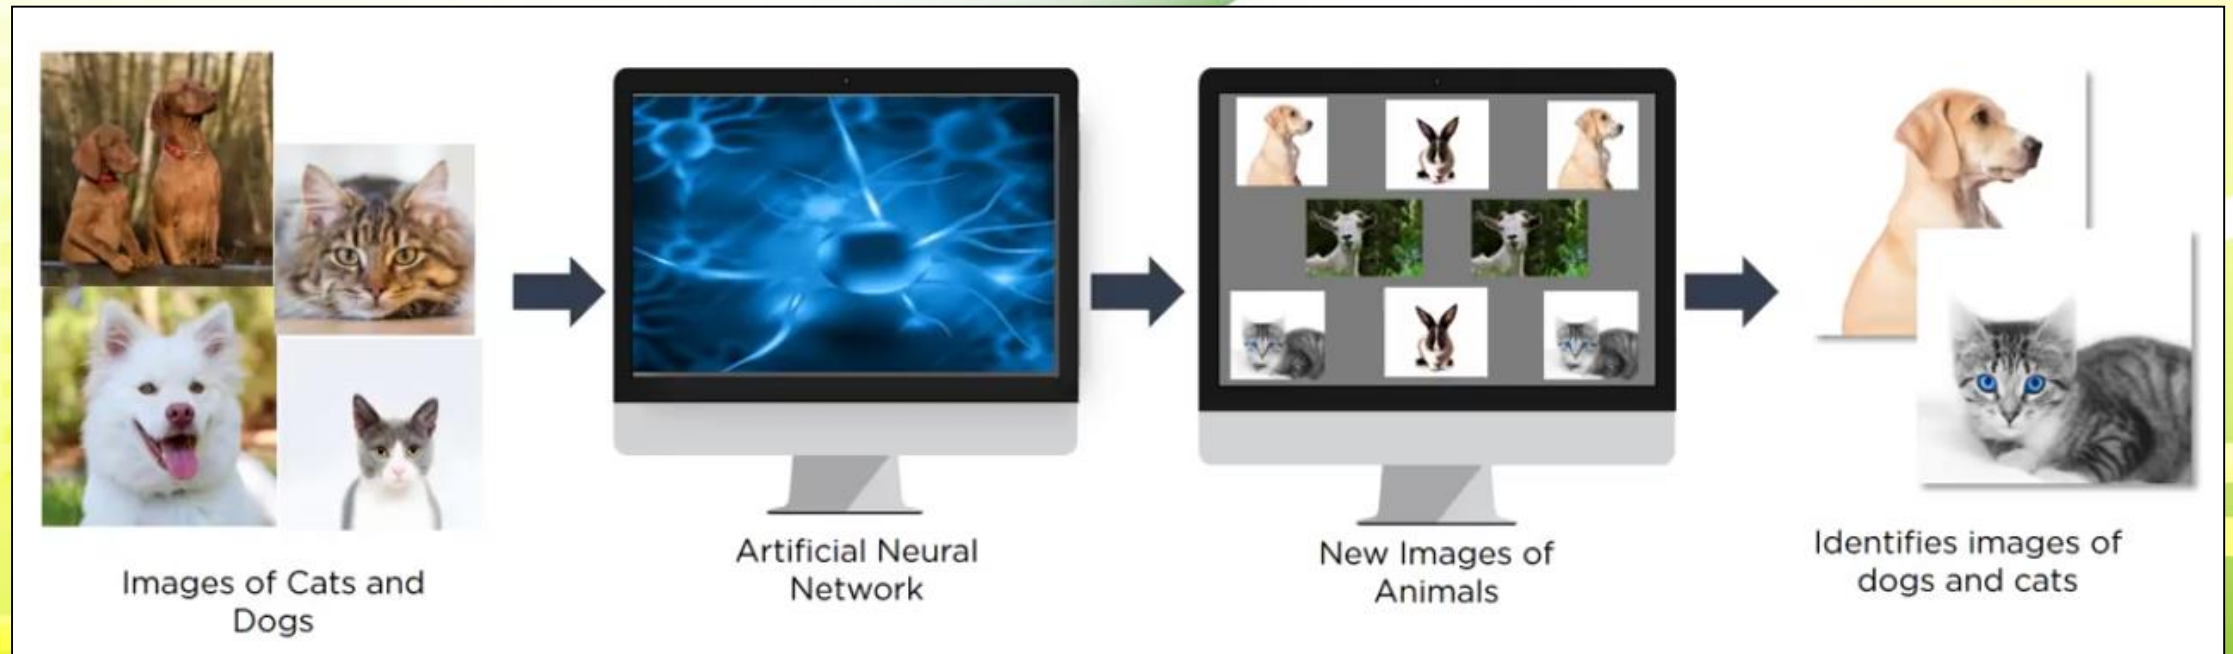 Images of Cats and
Dogs
Artificial Neural
Network
New Images of
Animals
Identifies images of
dogs and cats